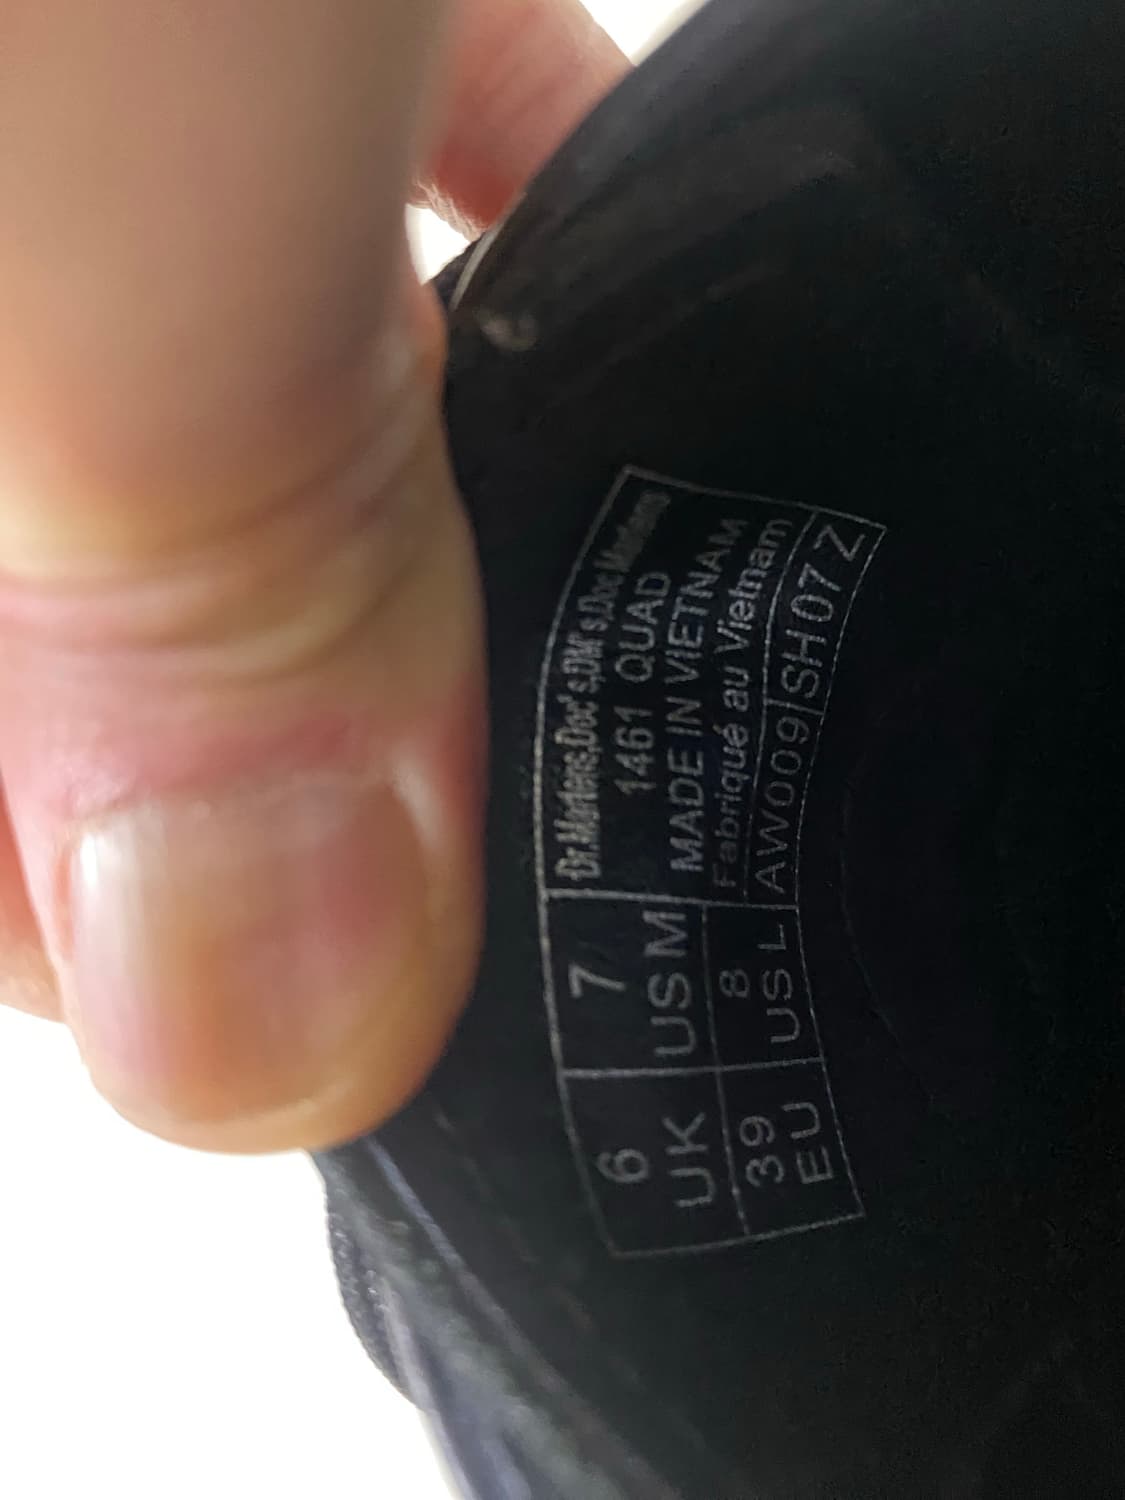 Dr.Martens,Doc's,DM's,Doc Martens
1461 QUAD
MADE IN VIETNAM
Fabriqué au Vietnam
AW009 SH07Z
6 UK
7 US M
39 EU
8 US L